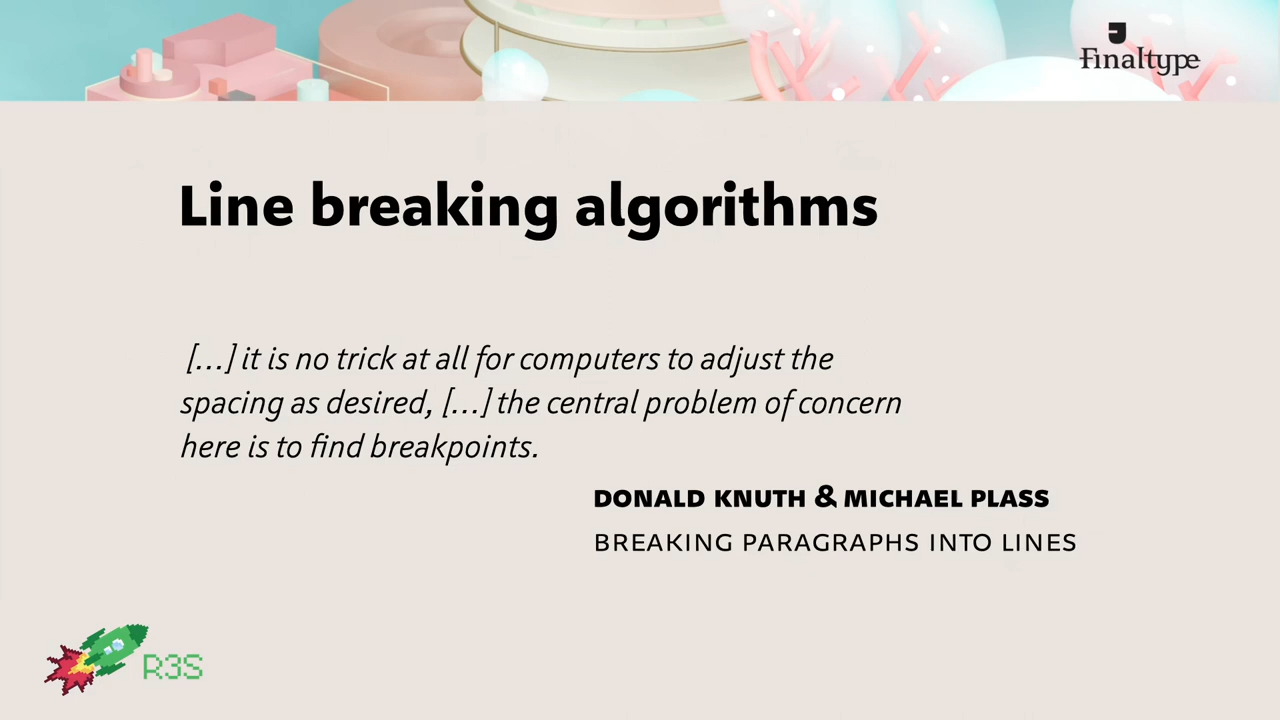 Finaltype
Line breaking algorithms
[…] it is no trick at all for computers to adjust the
spacing as desired, […] the central problem of concern
here is to find breakpoints.
DONALD KNUTH & MICHAEL PLASS
BREAKING PARAGRAPHS INTO LINES
R3S